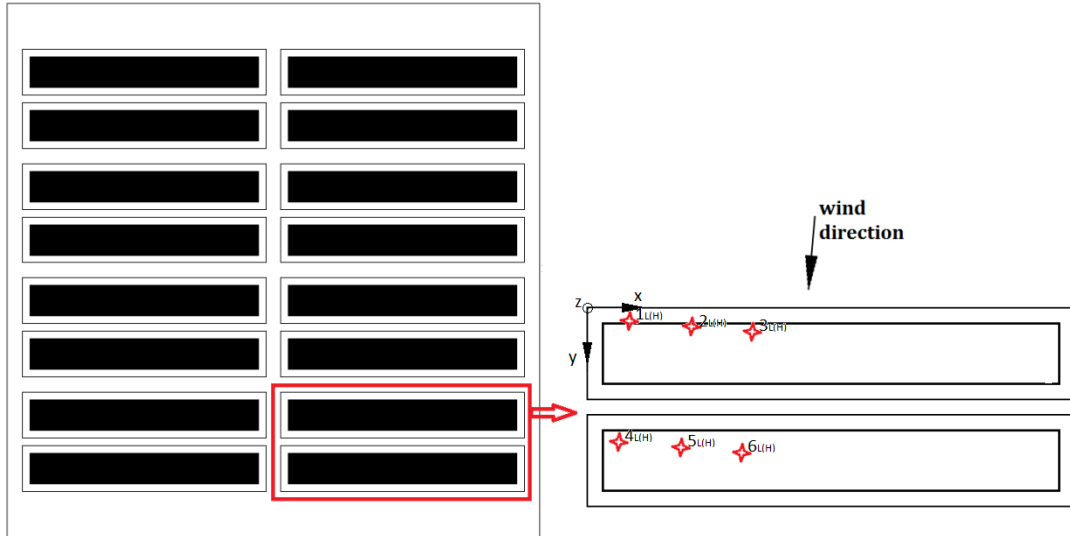 wind
direction
z
x
1L(H)
2L(H)
3L(H)
y
4L(H)
5L(H)
6L(H)